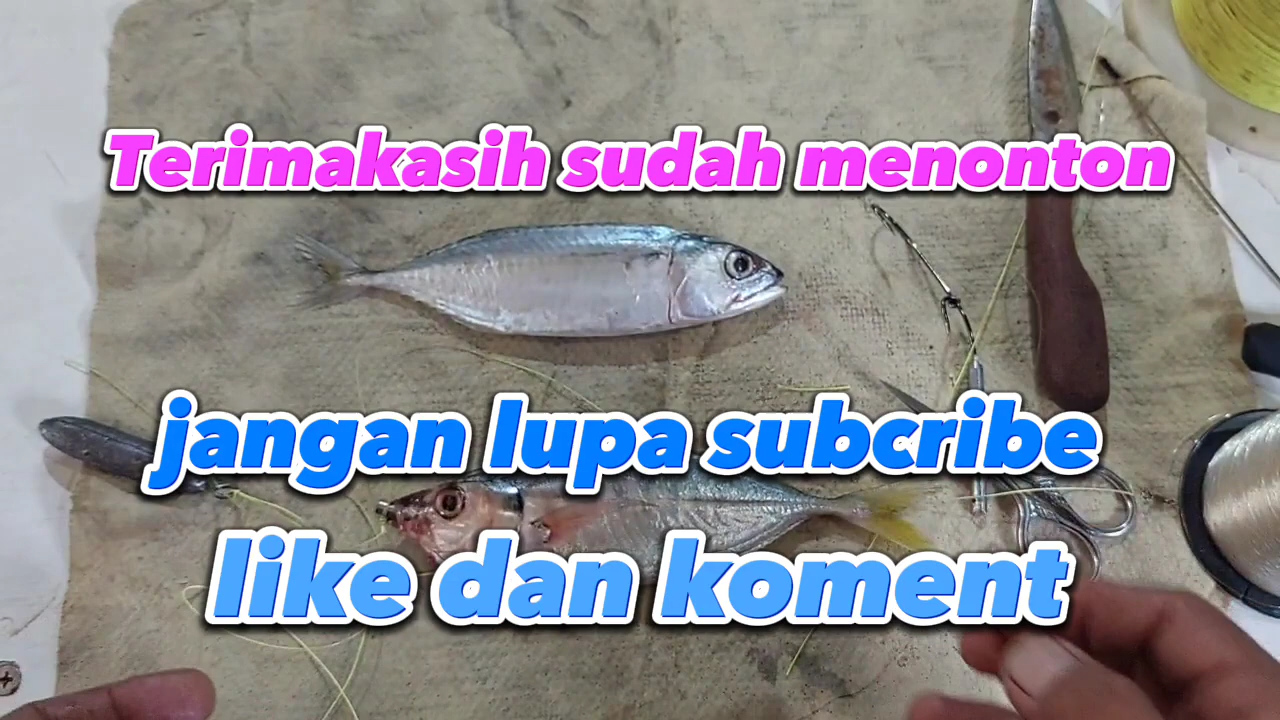 Terimakasih sudah menonton
jangan lupa subcribe
like dan koment